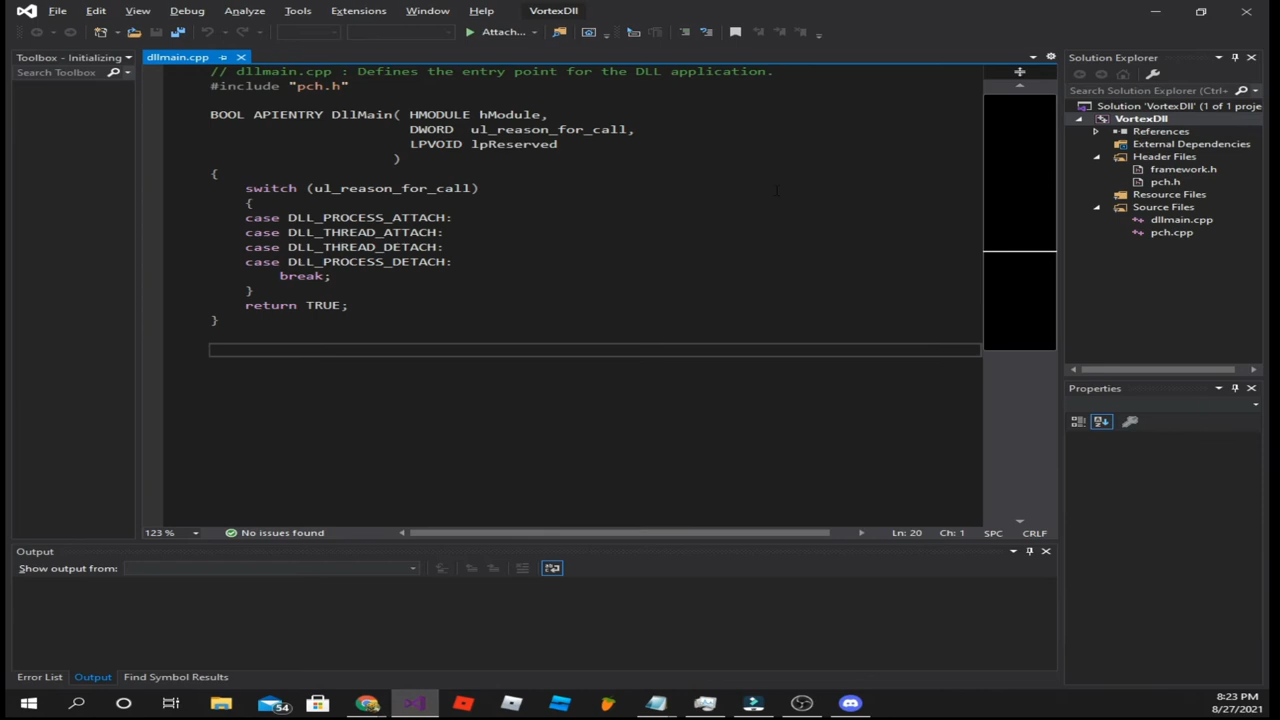 File Edit View Debug Analyze Tools Extensions Window Help VortexDll
Attach...
Toolbox - Initializing
Search Toolbox
dllmain.cpp
// dllmain.cpp : Defines the entry point for the DLL application.
#include "pch.h"
BOOL APIENTRY DllMain( HMODULE hModule,
DWORD ul_reason_for_call,
LPVOID lpReserved
)
{
switch (ul_reason_for_call)
{
case DLL_PROCESS_ATTACH:
case DLL_THREAD_ATTACH:
case DLL_THREAD_DETACH:
case DLL_PROCESS_DETACH:
break;
}
return TRUE;
}
123 % No issues found Ln: 20 Ch: 1 SPC CRLF
Solution Explorer
Search Solution Explorer (Ctrl+
Solution 'VortexDll' (1 of 1 proje
VortexDll
References
External Dependencies
Header Files
framework.h
pch.h
Resource Files
Source Files
dllmain.cpp
pch.cpp
Properties
Output
Show output from:
Error List Output Find Symbol Results
54
8:23 PM
8/27/2021